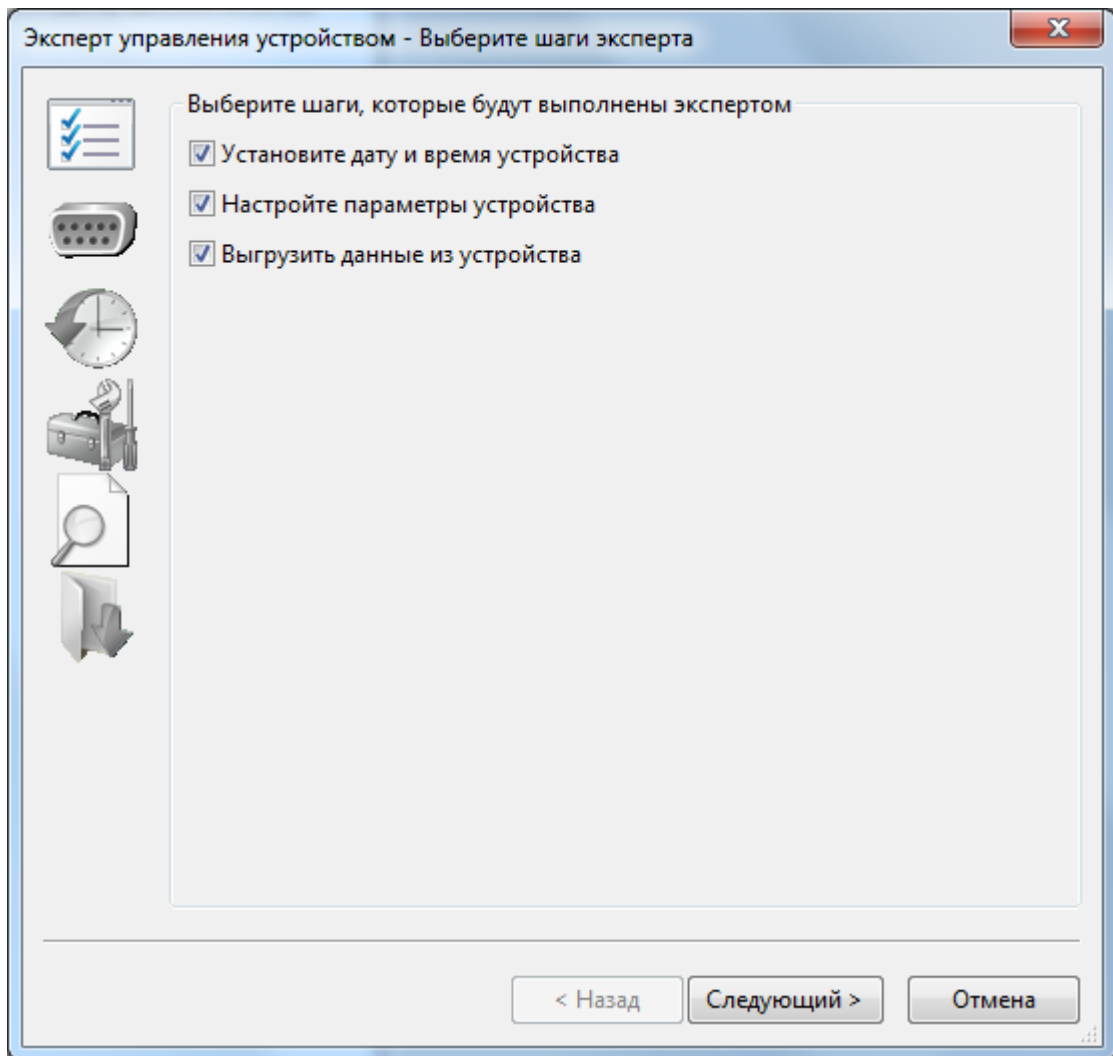 Эксперт управления устройством - Выберите шаги эксперта
Выберите шаги, которые будут выполнены экспертом
Установите дату и время устройства
Настройте параметры устройства
Выгрузить данные из устройства
< Назад
Следующий >
Отмена